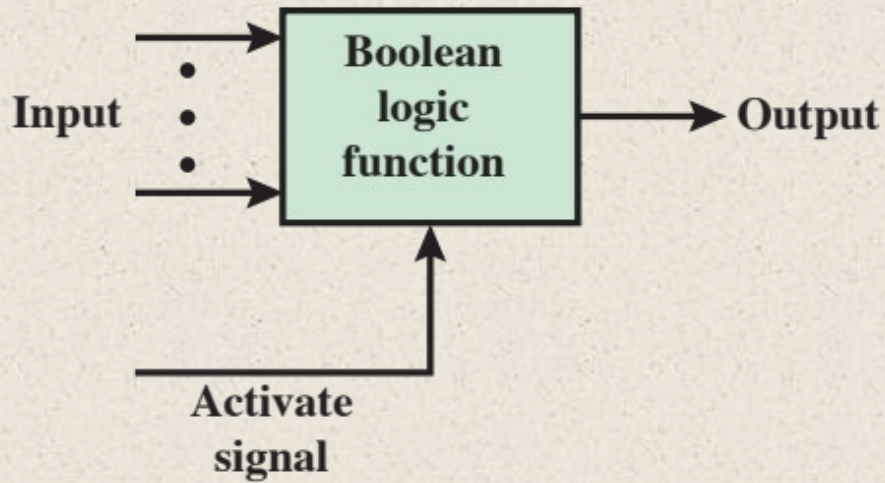 Boolean
logic
function
Input
Output
Activate
signal